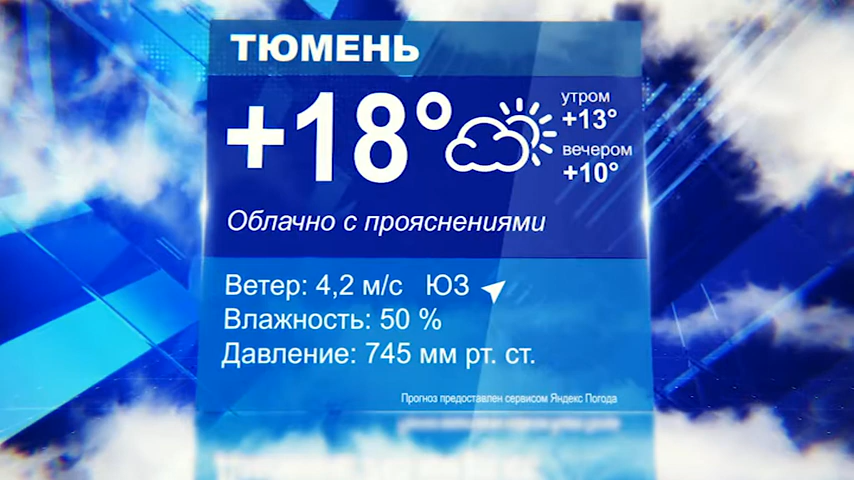 ТЮМЕНЬ
+18°
утром
+13°
вечером
+10°
Облачно с прояснениями
Ветер: 4,2 м/с ЮЗ
Влажность: 50 %
Давление: 745 мм рт. ст.
Прогноз предоставлен сервисом Яндекс Погода